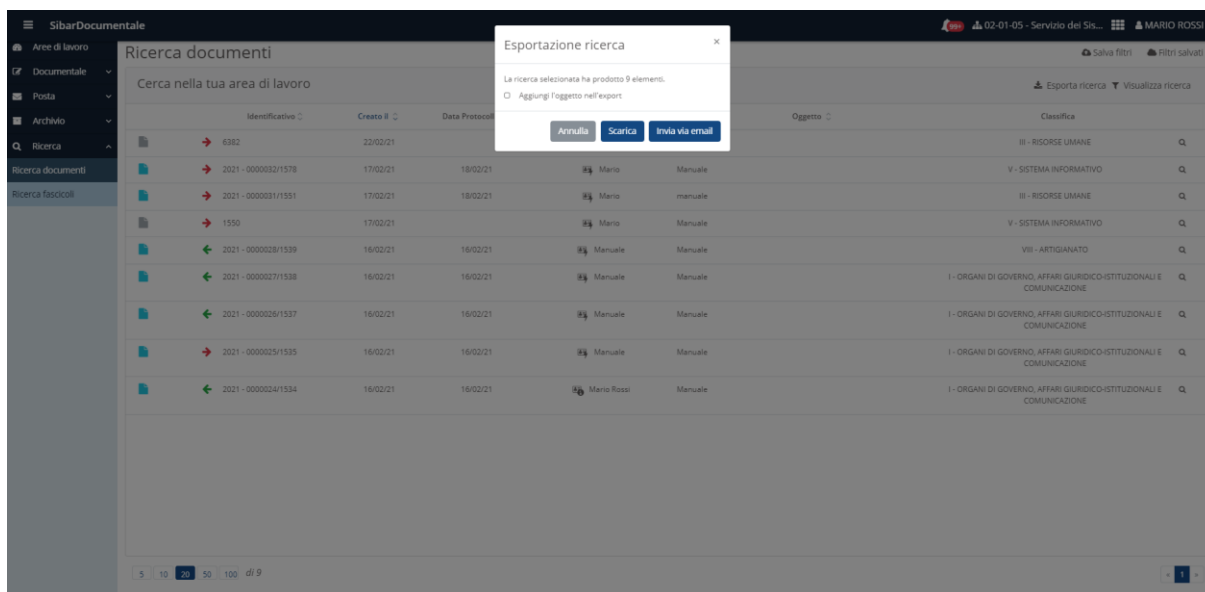 SibarDocumentale
99+ 02-01-05 - Servizio dei Sis... MARIO ROSSI
Aree di lavoro
Documentale
Posta
Archivio
Ricerca
Ricerca documenti
Ricerca fascicoli
Ricerca documenti
Salva filtri Filtri salvati
Cerca nella tua area di lavoro
Esporta ricerca Visualizza ricerca
Esportazione ricerca ×
La ricerca selezionata ha prodotto 9 elementi.
Aggiungi l'oggetto nell'export
Annulla Scarica Invia via email
Identificativo Creato il Data Protocoll Oggetto Classifica
6382 22/02/21 III - RISORSE UMANE
2021 - 0000032/1578 17/02/21 18/02/21 Mario Manuale V - SISTEMA INFORMATIVO
2021 - 0000031/1551 17/02/21 18/02/21 Mario manuale III - RISORSE UMANE
1550 17/02/21 Mario Manuale V - SISTEMA INFORMATIVO
2021 - 0000028/1539 16/02/21 16/02/21 Manuale Manuale VIII - ARTIGIANATO
2021 - 0000027/1538 16/02/21 16/02/21 Manuale Manuale I - ORGANI DI GOVERNO, AFFARI GIURIDICO-ISTITUZIONALI E
COMUNICAZIONE
2021 - 0000026/1537 16/02/21 16/02/21 Manuale Manuale I - ORGANI DI GOVERNO, AFFARI GIURIDICO-ISTITUZIONALI E
COMUNICAZIONE
2021 - 0000025/1535 16/02/21 16/02/21 Manuale Manuale I - ORGANI DI GOVERNO, AFFARI GIURIDICO-ISTITUZIONALI E
COMUNICAZIONE
2021 - 0000024/1534 16/02/21 16/02/21 Mario Rossi Manuale I - ORGANI DI GOVERNO, AFFARI GIURIDICO-ISTITUZIONALI E
COMUNICAZIONE
5 10 20 50 100 di 9
« 1 »